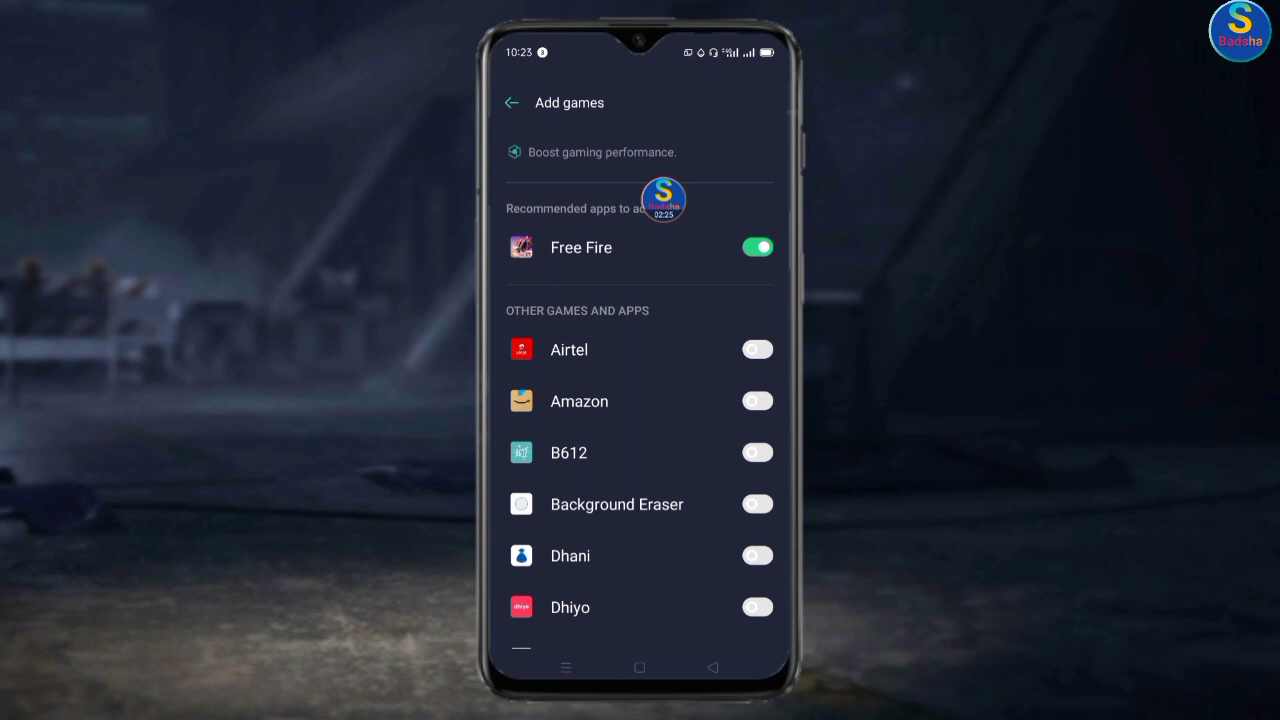 S
Badsha
10:23
Add games
Boost gaming performance.
Recommended apps to ad
S
Badsha
02:25
Free Fire
OTHER GAMES AND APPS
Airtel
Amazon
B612
Background Eraser
Dhani
dhiyo
Dhiyo